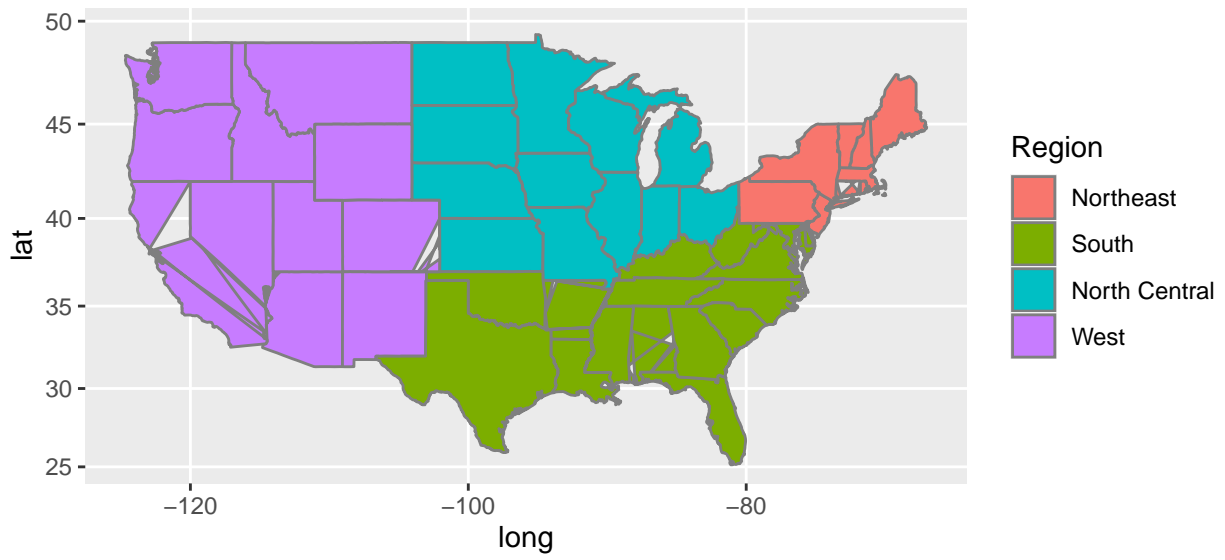 50
45
40
35
30
25
lat
−120
−100
−80
long
Region
Northeast
South
North Central
West